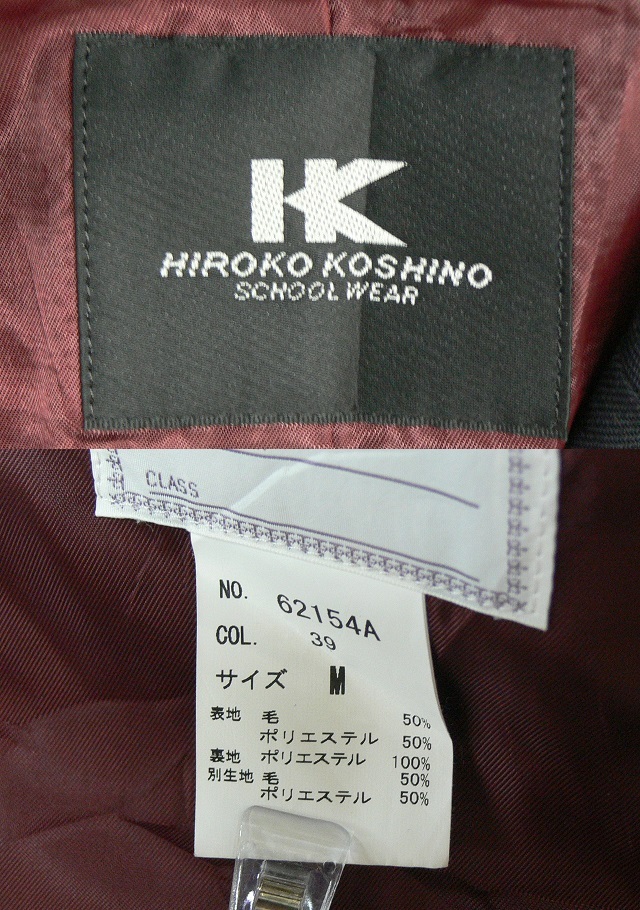 HK
HIROKO KOSHINO
SCHOOL WEAR
CLASS
NO. 62154A
COL. 39
サイズ M
表地 毛 50%
ポリエステル 50%
裏地 ポリエステル 100%
別生地 毛 50%
ポリエステル 50%